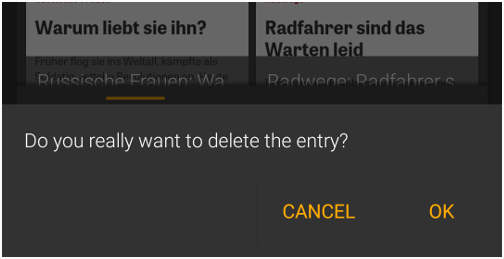 Warum liebt sie ihn?
Radfahrer sind das
Warten leid
Früher flog sie ins Weltall, kämpfte als
Russische Frauen: Wa
Radwege: Radfahrer s
Do you really want to delete the entry?
CANCEL
OK